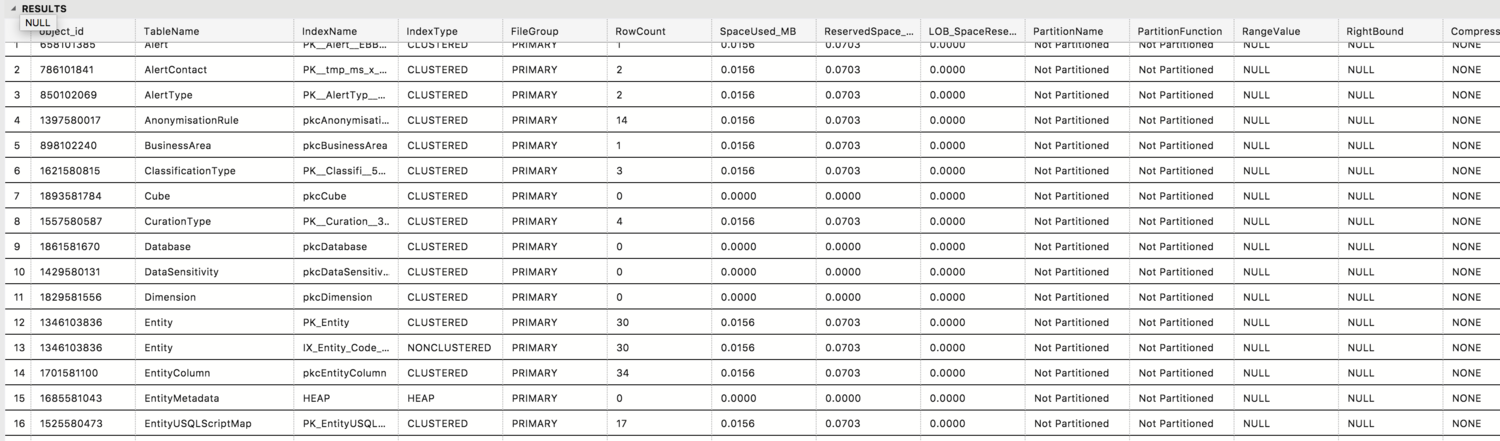 RESULTS
NULL
object_id TableName IndexName IndexType FileGroup RowCount SpaceUsed_MB ReservedSpace_... LOB_SpaceRese... PartitionName PartitionFunction RangeValue RightBound Compress
1 658101385 Alert PK__Alert__EBB... CLUSTERED PRIMARY 1 0.0156 0.0703 0.0000 Not Partitioned Not Partitioned NULL NULL NONE
2 786101841 AlertContact PK__tmp_ms_x_... CLUSTERED PRIMARY 2 0.0156 0.0703 0.0000 Not Partitioned Not Partitioned NULL NULL NONE
3 850102069 AlertType PK__AlertTyp__... CLUSTERED PRIMARY 2 0.0156 0.0703 0.0000 Not Partitioned Not Partitioned NULL NULL NONE
4 1397580017 AnonymisationRule pkcAnonymisati... CLUSTERED PRIMARY 14 0.0156 0.0703 0.0000 Not Partitioned Not Partitioned NULL NULL NONE
5 898102240 BusinessArea pkcBusinessArea CLUSTERED PRIMARY 1 0.0156 0.0703 0.0000 Not Partitioned Not Partitioned NULL NULL NONE
6 1621580815 ClassificationType PK__Classifi__5... CLUSTERED PRIMARY 3 0.0156 0.0703 0.0000 Not Partitioned Not Partitioned NULL NULL NONE
7 1893581784 Cube pkcCube CLUSTERED PRIMARY 0 0.0000 0.0000 0.0000 Not Partitioned Not Partitioned NULL NULL NONE
8 1557580587 CurationType PK__Curation__3... CLUSTERED PRIMARY 4 0.0156 0.0703 0.0000 Not Partitioned Not Partitioned NULL NULL NONE
9 1861581670 Database pkcDatabase CLUSTERED PRIMARY 0 0.0000 0.0000 0.0000 Not Partitioned Not Partitioned NULL NULL NONE
10 1429580131 DataSensitivity pkcDataSensitiv... CLUSTERED PRIMARY 0 0.0000 0.0000 0.0000 Not Partitioned Not Partitioned NULL NULL NONE
11 1829581556 Dimension pkcDimension CLUSTERED PRIMARY 0 0.0000 0.0000 0.0000 Not Partitioned Not Partitioned NULL NULL NONE
12 1346103836 Entity PK_Entity CLUSTERED PRIMARY 30 0.0156 0.0703 0.0000 Not Partitioned Not Partitioned NULL NULL NONE
13 1346103836 Entity IX_Entity_Code_... NONCLUSTERED PRIMARY 30 0.0156 0.0703 0.0000 Not Partitioned Not Partitioned NULL NULL NONE
14 1701581100 EntityColumn pkcEntityColumn CLUSTERED PRIMARY 34 0.0156 0.0703 0.0000 Not Partitioned Not Partitioned NULL NULL NONE
15 1685581043 EntityMetadata HEAP HEAP PRIMARY 0 0.0000 0.0000 0.0000 Not Partitioned Not Partitioned NULL NULL NONE
16 1525580473 EntityUSQLScriptMap PK_EntityUSQL... CLUSTERED PRIMARY 17 0.0156 0.0703 0.0000 Not Partitioned Not Partitioned NULL NULL NONE